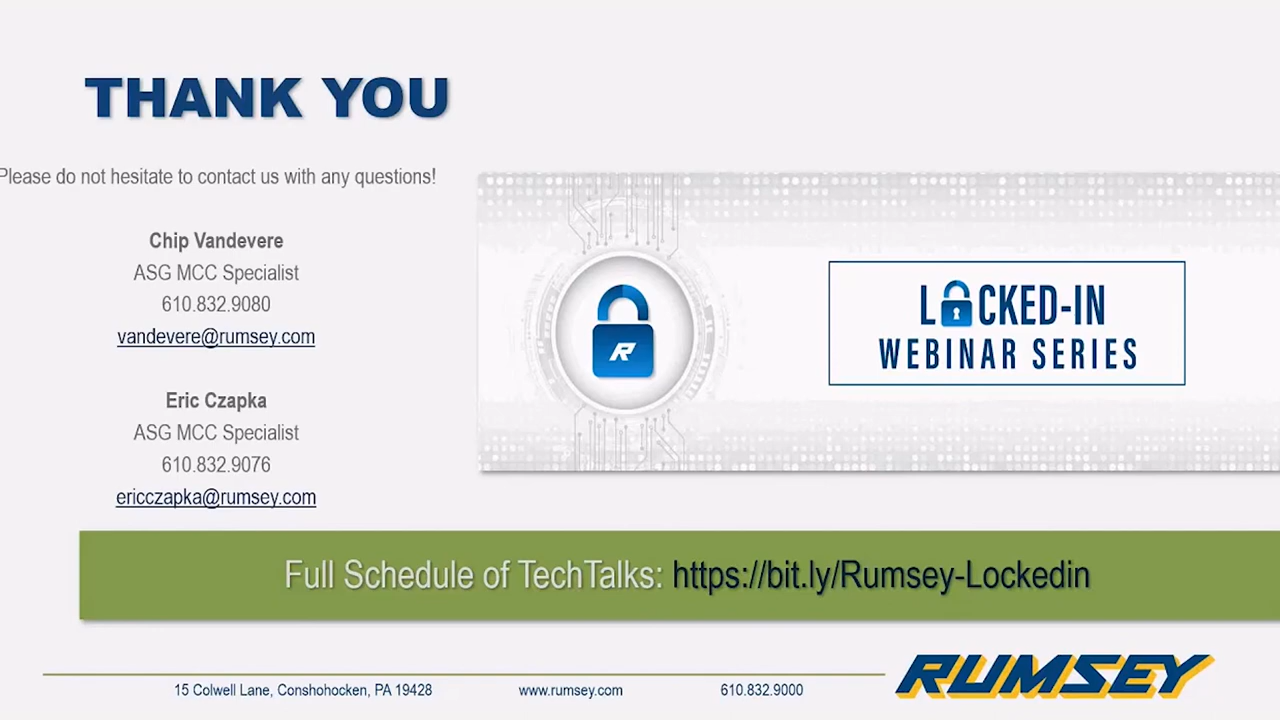 THANK YOU
Please do not hesitate to contact us with any questions!
Chip Vandevere
ASG MCC Specialist
610.832.9080
vandevere@rumsey.com
Eric Czapka
ASG MCC Specialist
610.832.9076
ericczapka@rumsey.com
R
LOCKED-IN
WEBINAR SERIES
Full Schedule of TechTalks: https://bit.ly/Rumsey-Lockedin
15 Colwell Lane, Conshohocken, PA 19428 www.rumsey.com 610.832.9000
RUMSEY